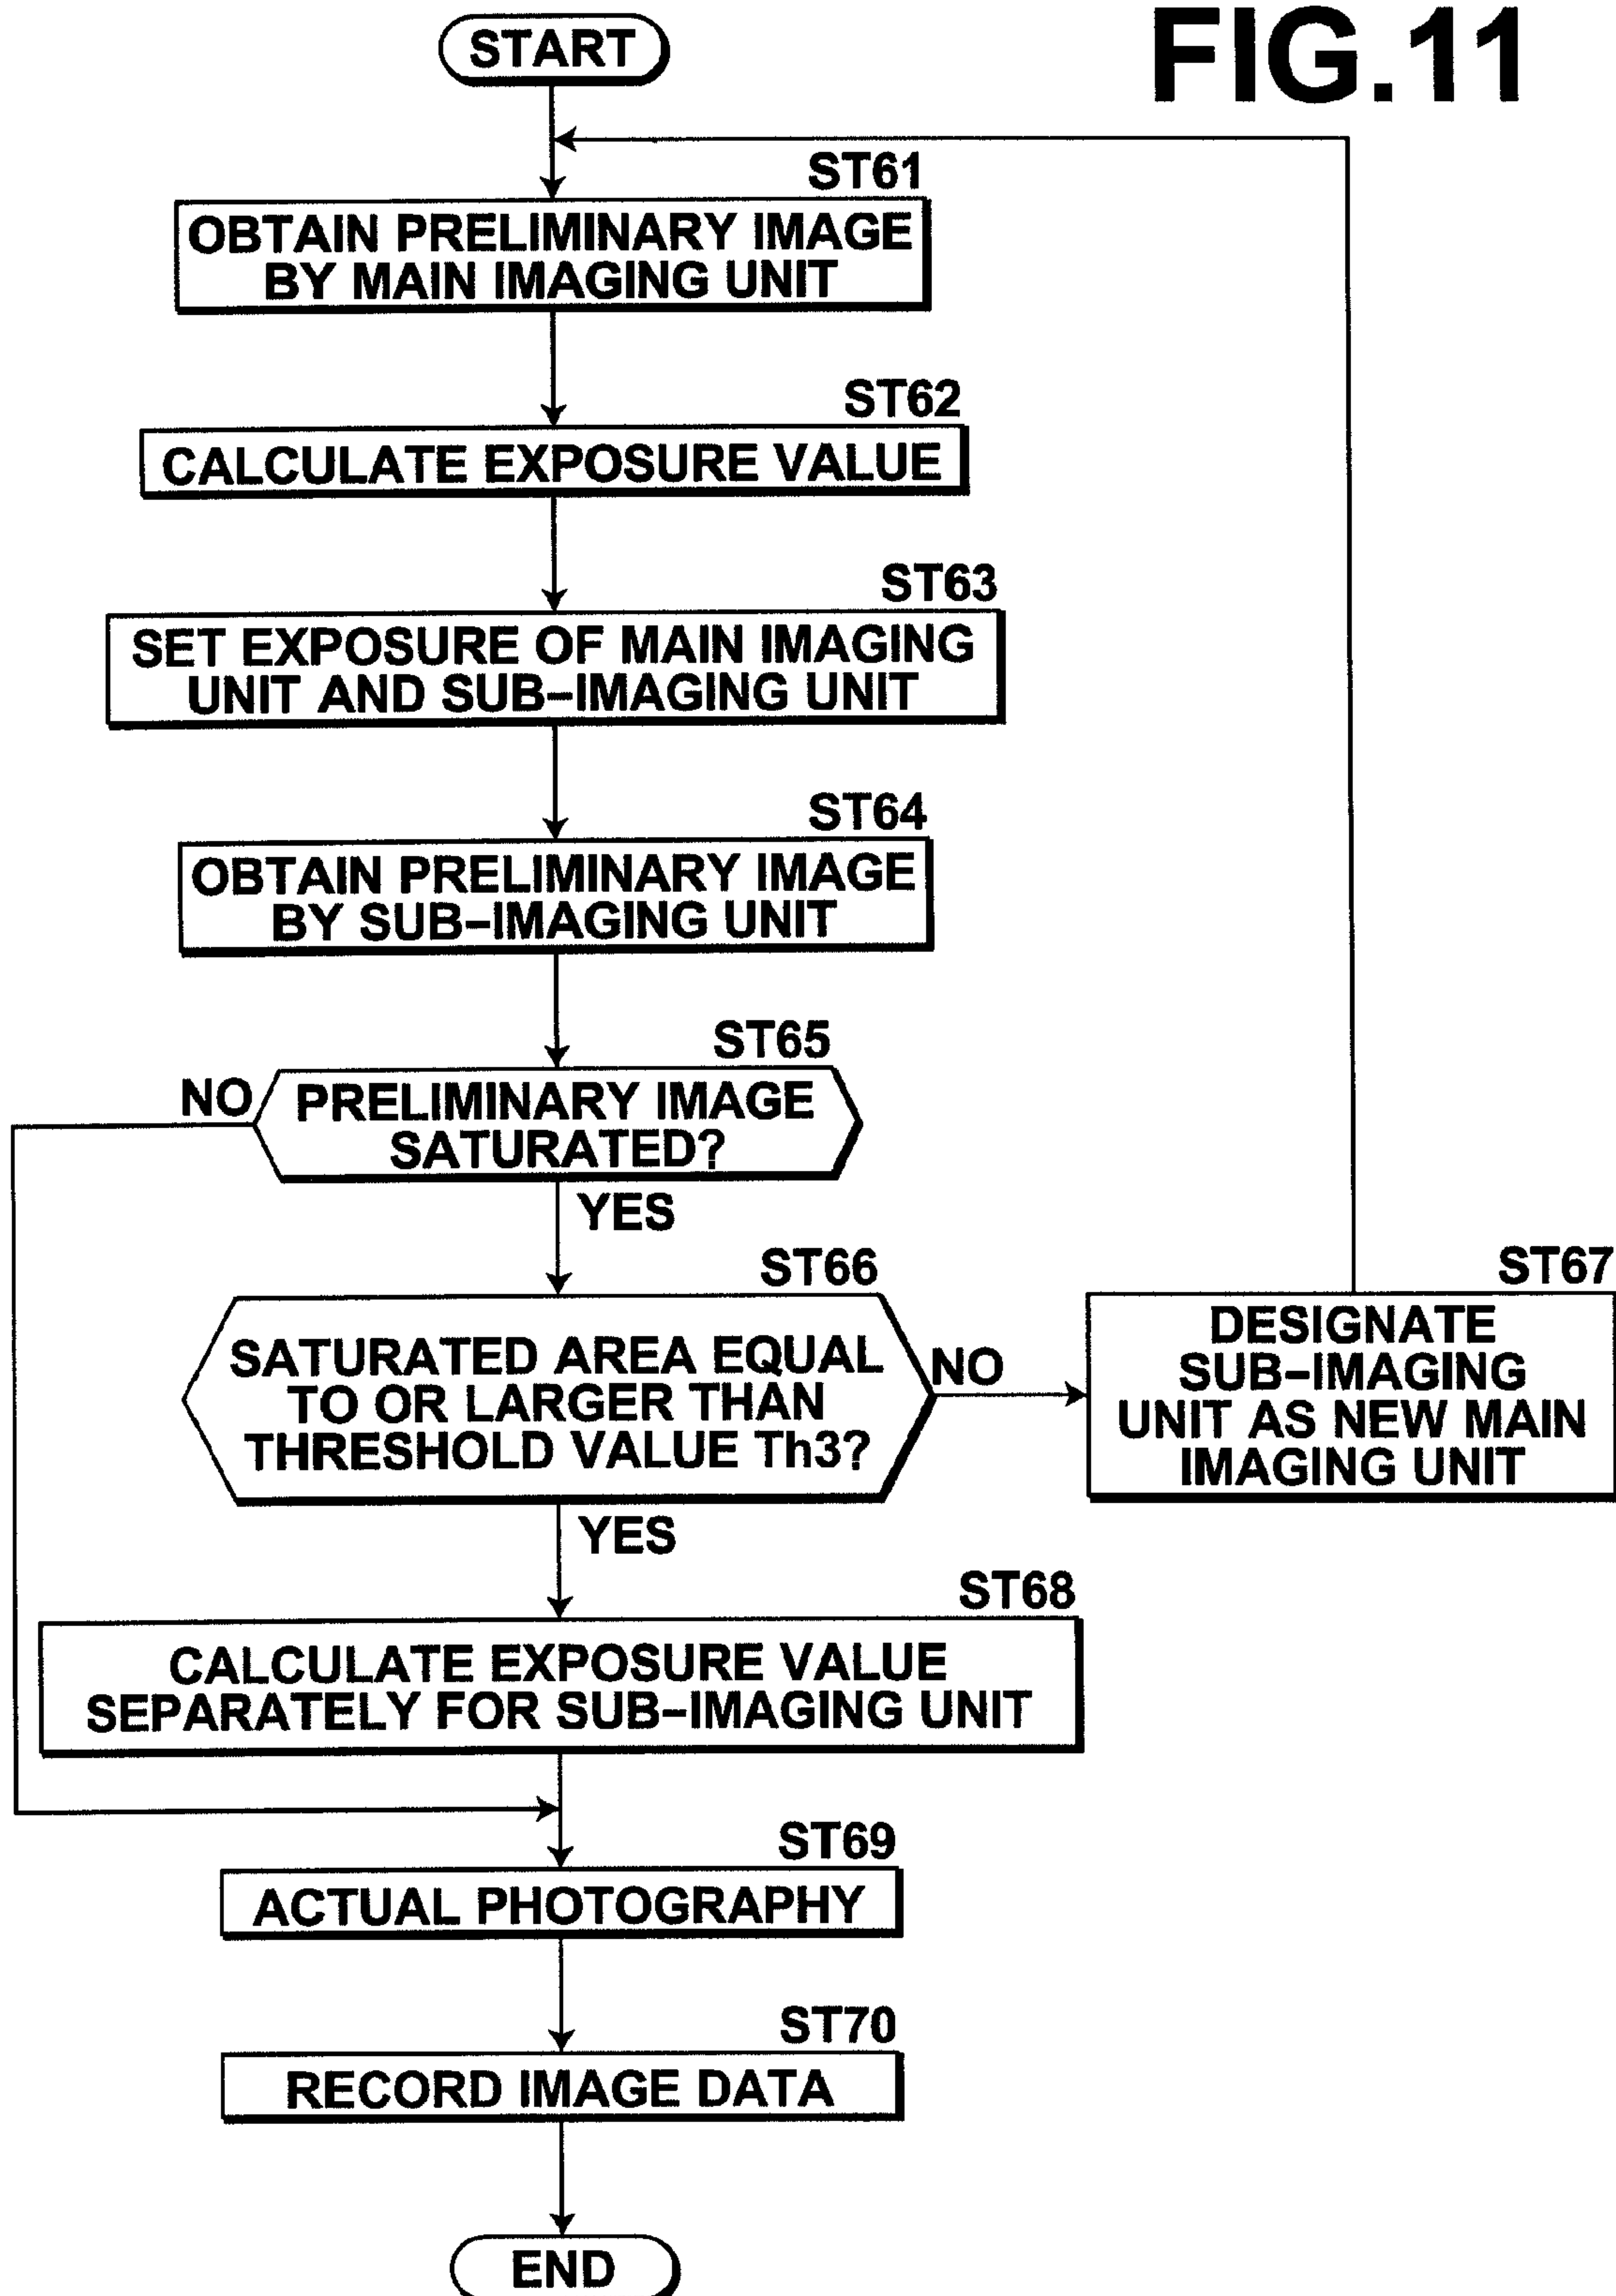 FIG.11
START
ST61
OBTAIN PRELIMINARY IMAGE
BY MAIN IMAGING UNIT
ST62
CALCULATE EXPOSURE VALUE
ST63
SET EXPOSURE OF MAIN IMAGING
UNIT AND SUB-IMAGING UNIT
ST64
OBTAIN PRELIMINARY IMAGE
BY SUB-IMAGING UNIT
ST65
NO
PRELIMINARY IMAGE
SATURATED?
YES
ST66
SATURATED AREA EQUAL
TO OR LARGER THAN
THRESHOLD VALUE Th3?
NO
ST67
DESIGNATE
SUB-IMAGING
UNIT AS NEW MAIN
IMAGING UNIT
YES
ST68
CALCULATE EXPOSURE VALUE
SEPARATELY FOR SUB-IMAGING UNIT
ST69
ACTUAL PHOTOGRAPHY
ST70
RECORD IMAGE DATA
END